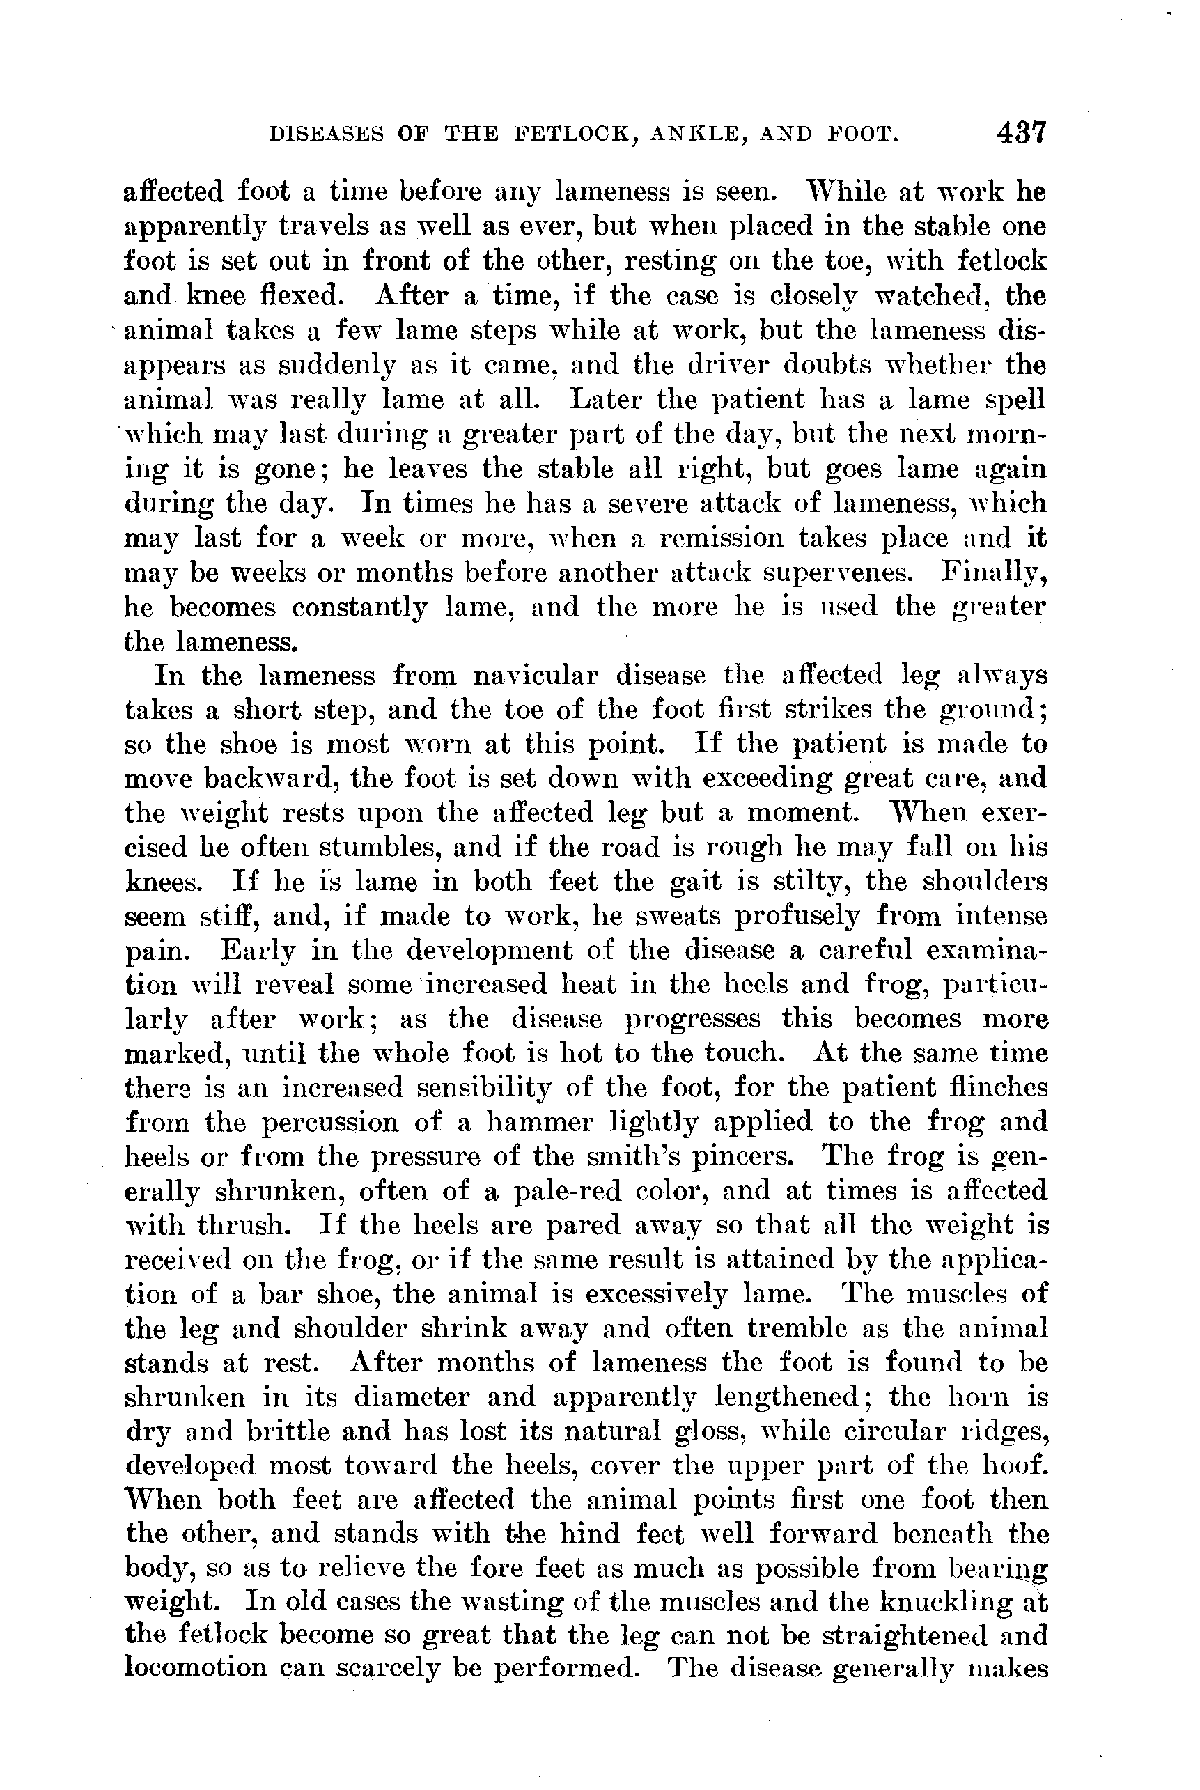 DISEASES OF THE FETLOCK, ANKLE, AND FOOT. 437
affected foot a time before any lameness is seen. While at work he
apparently travels as well as ever, but when placed in the stable one
foot is set out in front of the other, resting on the toe, with fetlock
and knee flexed. After a time, if the case is closely watched, the
animal takes a few lame steps while at work, but the lameness dis-
appears as suddenly as it came, and the driver doubts whether the
animal was really lame at all. Later the patient has a lame spell
which may last during a greater part of the day, but the next morn-
ing it is gone; he leaves the stable all right, but goes lame again
during the day. In times he has a severe attack of lameness, which
may last for a week or more, when a remission takes place and it
may be weeks or months before another attack supervenes. Finally,
he becomes constantly lame, and the more he is used the greater
the lameness.
In the lameness from navicular disease the affected leg always
takes a short step, and the toe of the foot first strikes the ground;
so the shoe is most worn at this point. If the patient is made to
move backward, the foot is set down with exceeding great care, and
the weight rests upon the affected leg but a moment. When exer-
cised he often stumbles, and if the road is rough he may fall on his
knees. If he is lame in both feet the gait is stilty, the shoulders
seem stiff, and, if made to work, he sweats profusely from intense
pain. Early in the development of the disease a careful examina-
tion will reveal some increased heat in the heels and frog, particu-
larly after work; as the disease progresses this becomes more
marked, until the whole foot is hot to the touch. At the same time
there is an increased sensibility of the foot, for the patient flinches
from the percussion of a hammer lightly applied to the frog and
heels or from the pressure of the smith's pincers. The frog is gen-
erally shrunken, often of a pale-red color, and at times is affected
with thrush. If the heels are pared away so that all the weight is
received on the frog, or if the same result is attained by the applica-
tion of a bar shoe, the animal is excessively lame. The muscles of
the leg and shoulder shrink away and often tremble as the animal
stands at rest. After months of lameness the foot is found to be
shrunken in its diameter and apparently lengthened; the horn is
dry and brittle and has lost its natural gloss, while circular ridges,
developed most toward the heels, cover the upper part of the hoof.
When both feet are affected the animal points first one foot then
the other, and stands with the hind feet well forward beneath the
body, so as to relieve the fore feet as much as possible from bearing
weight. In old cases the wasting of the muscles and the knuckling at
the fetlock become so great that the leg can not be straightened and
locomotion can scarcely be performed. The disease generally makes